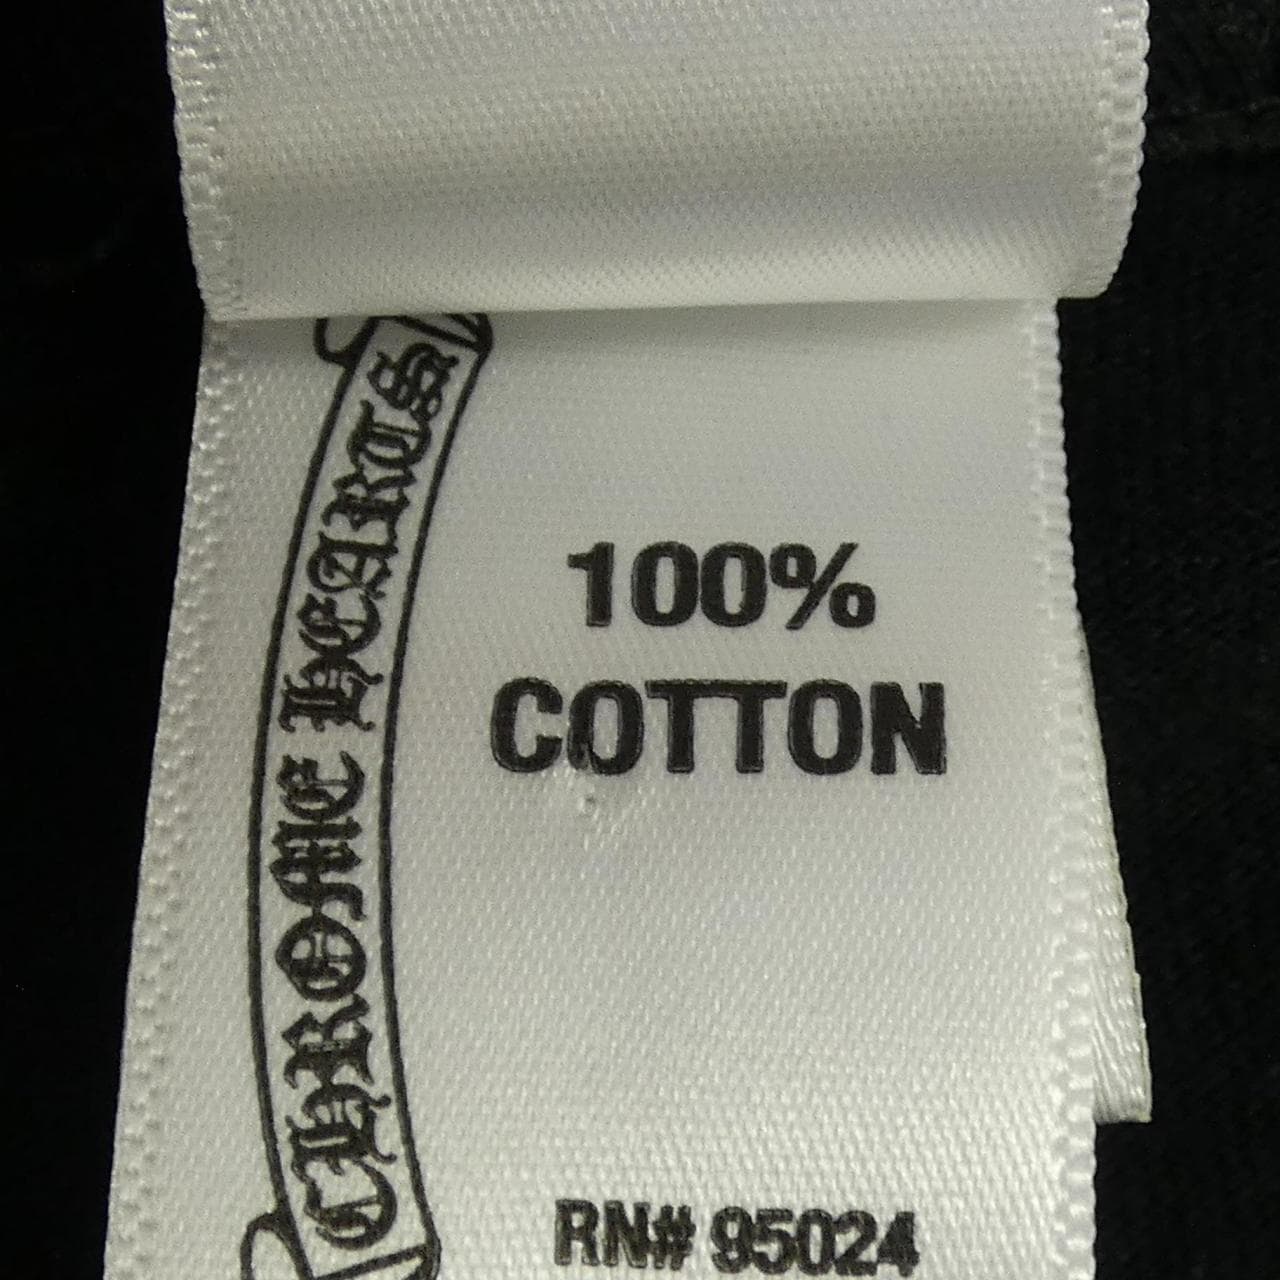 CHROME HEARTS
100%
COTTON
RN# 95024